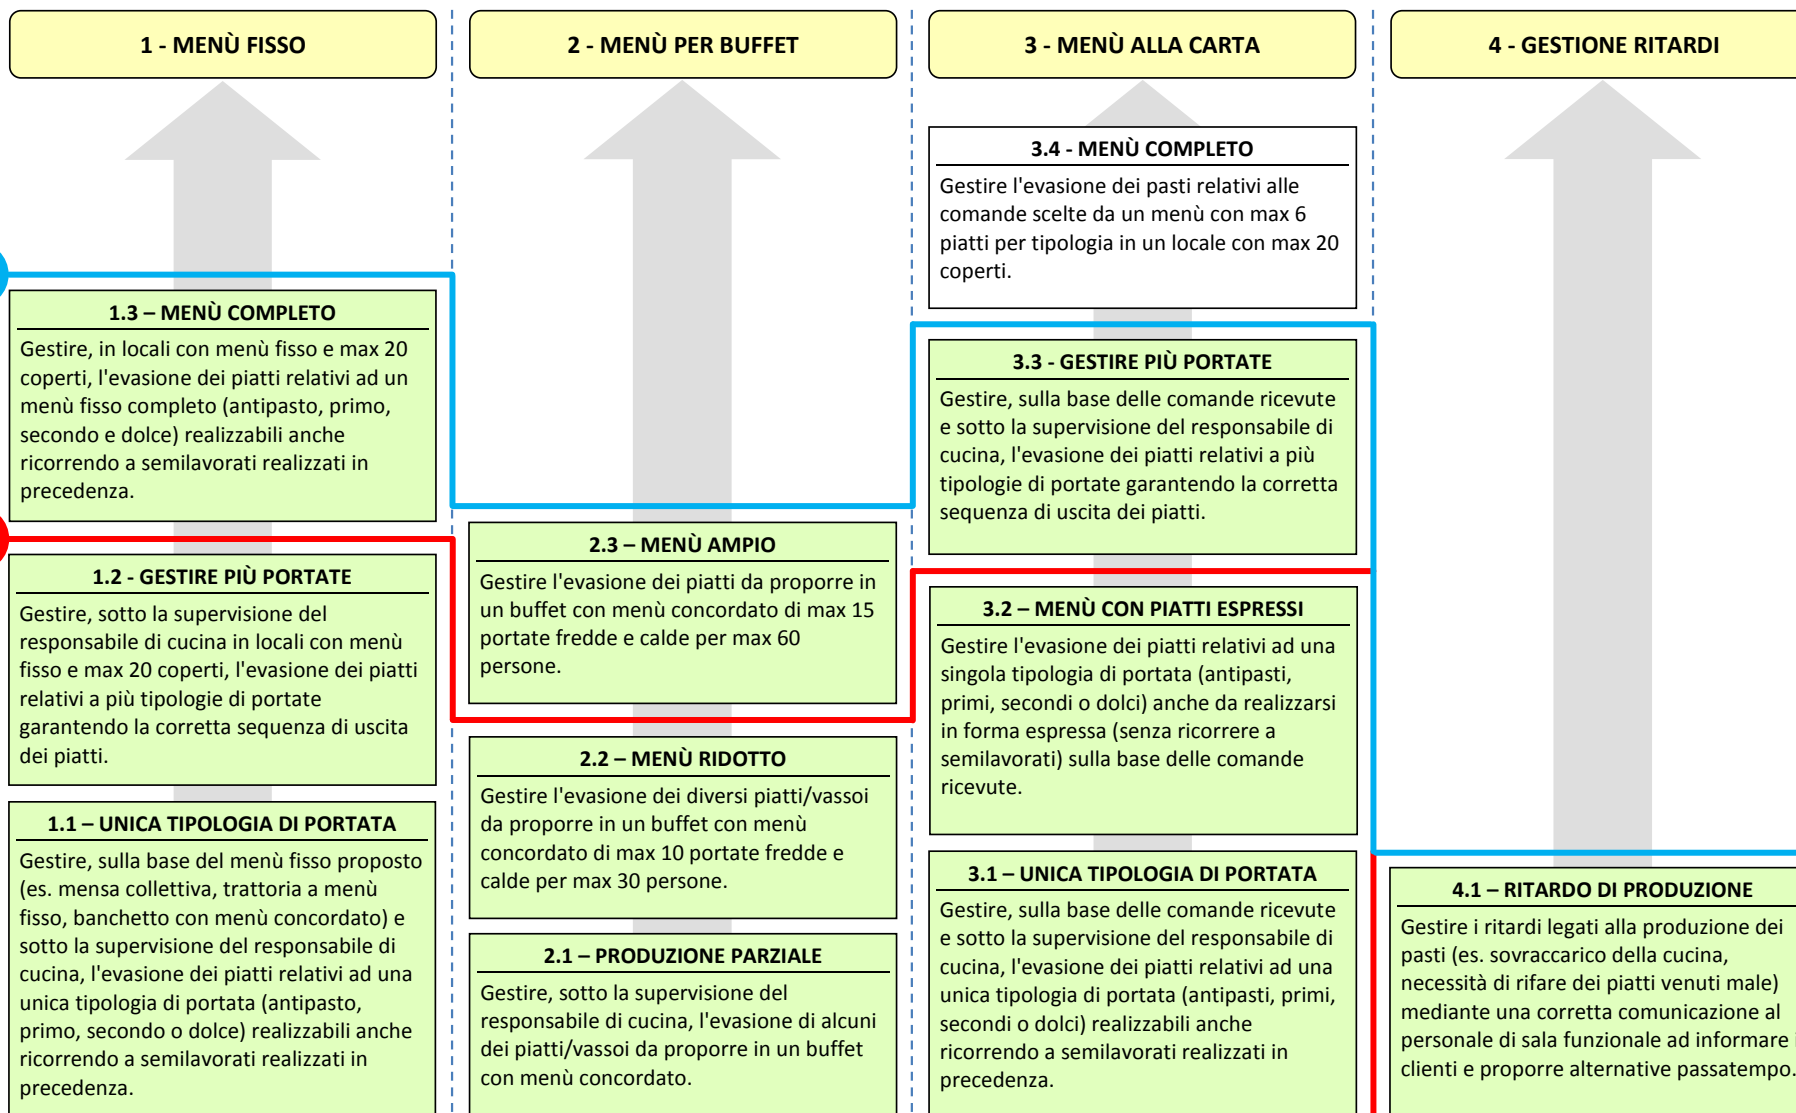 1 - MENÙ FISSO
1.3 – MENÙ COMPLETO
Gestire, in locali con menù fisso e max 20
coperti, l'evasione dei piatti relativi ad un
menù fisso completo (antipasto, primo,
secondo e dolce) realizzabili anche
ricorrendo a semilavorati realizzati in
precedenza.
1.2 - GESTIRE PIÙ PORTATE
Gestire, sotto la supervisione del
responsabile di cucina in locali con menù
fisso e max 20 coperti, l'evasione dei piatti
relativi a più tipologie di portate
garantendo la corretta sequenza di uscita
dei piatti.
1.1 – UNICA TIPOLOGIA DI PORTATA
Gestire, sulla base del menù fisso proposto
(es. mensa collettiva, trattoria a menù
fisso, banchetto con menù concordato) e
sotto la supervisione del responsabile di
cucina, l'evasione dei piatti relativi ad una
unica tipologia di portata (antipasto,
primo, secondo o dolce) realizzabili anche
ricorrendo a semilavorati realizzati in
precedenza.
2 - MENÙ PER BUFFET
2.3 – MENÙ AMPIO
Gestire l'evasione dei piatti da proporre in
un buffet con menù concordato di max 15
portate fredde e calde per max 60
persone.
2.2 – MENÙ RIDOTTO
Gestire l'evasione dei diversi piatti/vassoi
da proporre in un buffet con menù
concordato di max 10 portate fredde e
calde per max 30 persone.
2.1 – PRODUZIONE PARZIALE
Gestire, sotto la supervisione del
responsabile di cucina, l'evasione di alcuni
dei piatti/vassoi da proporre in un buffet
con menù concordato.
3 - MENÙ ALLA CARTA
3.4 - MENÙ COMPLETO
Gestire l'evasione dei pasti relativi alle
comande scelte da un menù con max 6
piatti per tipologia in un locale con max 20
coperti.
3.3 - GESTIRE PIÙ PORTATE
Gestire, sulla base delle comande ricevute
e sotto la supervisione del responsabile di
cucina, l'evasione dei piatti relativi a più
tipologie di portate garantendo la corretta
sequenza di uscita dei piatti.
3.2 – MENÙ CON PIATTI ESPRESSI
Gestire l'evasione dei piatti relativi ad una
singola tipologia di portata (antipasti,
primi, secondi o dolci) anche da realizzarsi
in forma espressa (senza ricorrere a
semilavorati) sulla base delle comande
ricevute.
3.1 – UNICA TIPOLOGIA DI PORTATA
Gestire, sulla base delle comande ricevute
e sotto la supervisione del responsabile di
cucina, l'evasione dei piatti relativi ad una
unica tipologia di portata (antipasti, primi,
secondi o dolci) realizzabili anche
ricorrendo a semilavorati realizzati in
precedenza.
4 - GESTIONE RITARDI
4.1 – RITARDO DI PRODUZIONE
Gestire i ritardi legati alla produzione dei
pasti (es. sovraccarico della cucina,
necessità di rifare dei piatti venuti male)
mediante una corretta comunicazione al
personale di sala funzionale ad informare i
clienti e proporre alternative passatempo.